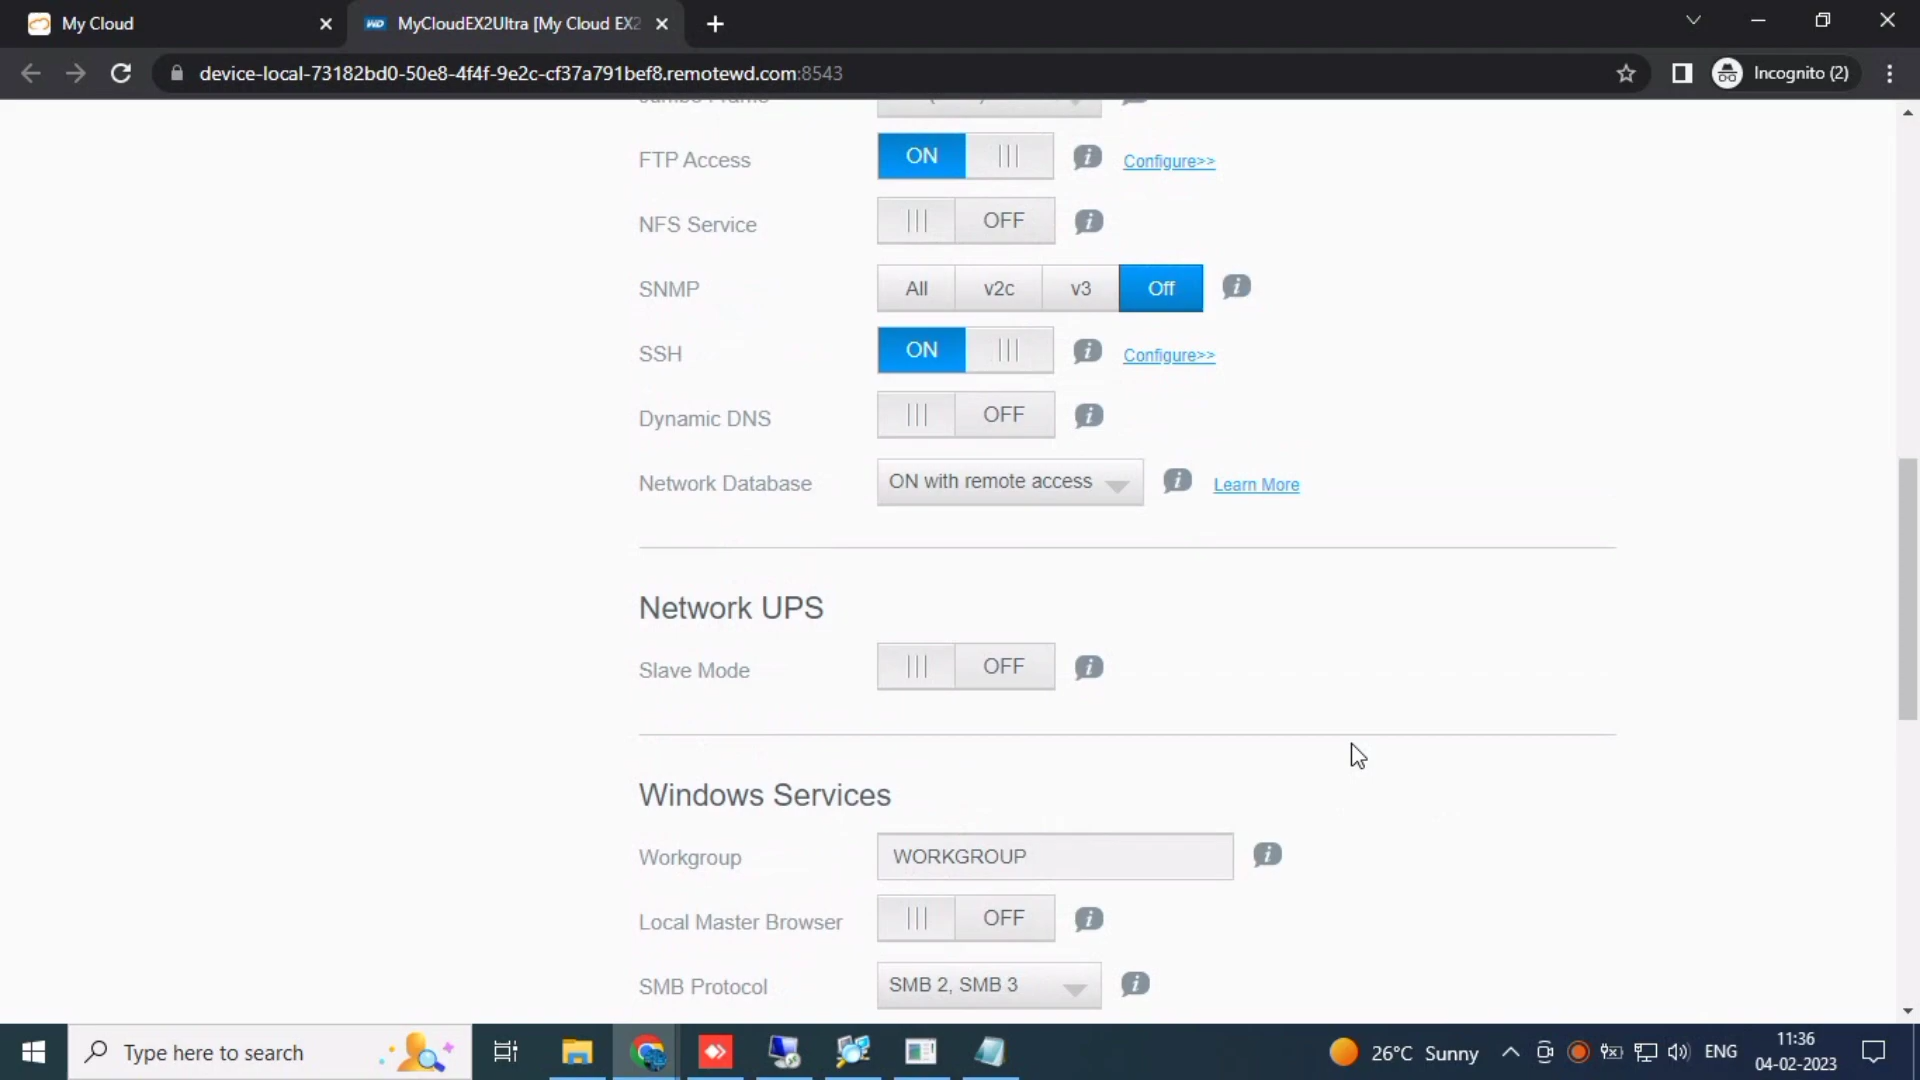 My Cloud
MyCloudEX2Ultra [My Cloud EX2
device-local-73182bd0-50e8-4f4f-9e2c-cf37a791bef8.remotewd.com:8543
Incognito (2)
FTP Access ON Configure>>
NFS Service OFF
SNMP All v2c v3 Off
SSH ON Configure>>
Dynamic DNS OFF
Network Database ON with remote access Learn More
Network UPS
Slave Mode OFF
Windows Services
Workgroup WORKGROUP
Local Master Browser OFF
SMB Protocol SMB 2, SMB 3
Type here to search
26°C Sunny
ENG
11:36
04-02-2023